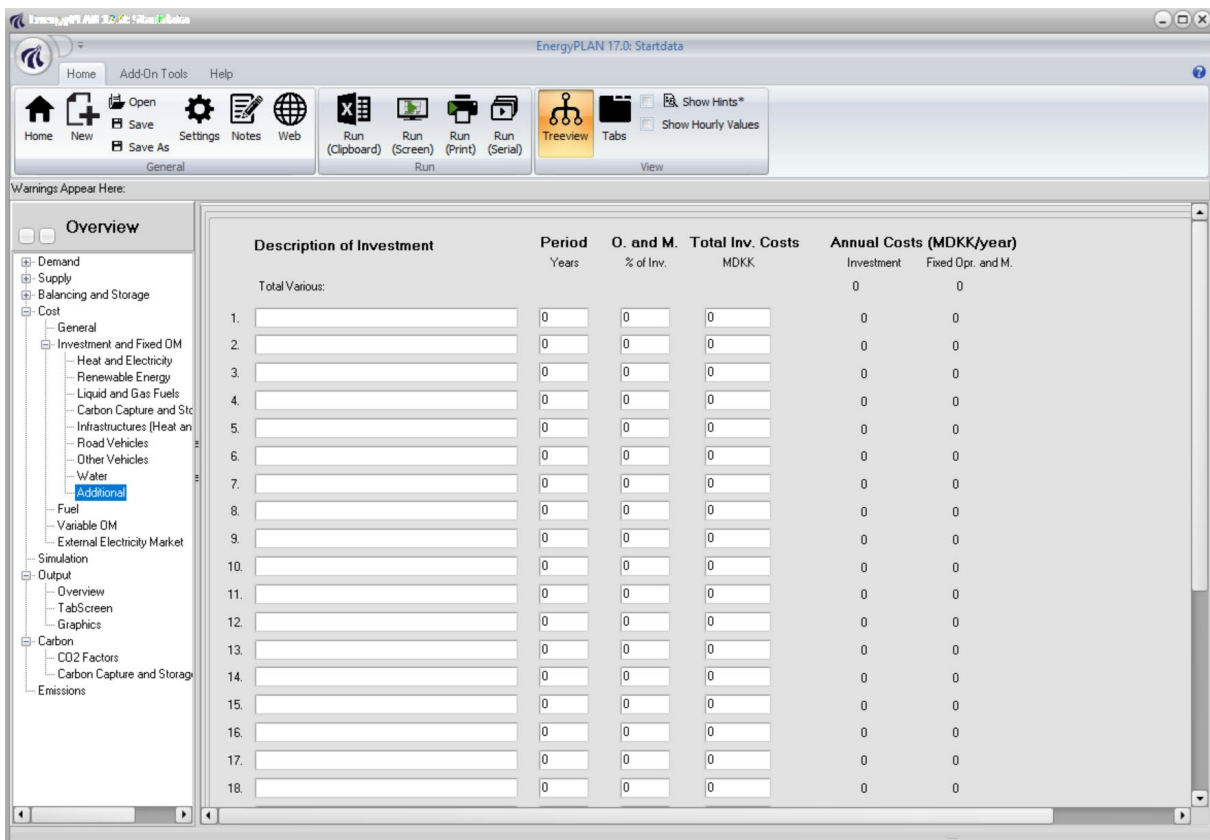 EnergyPLAN 17.0: Startdata
Home Add-On Tools Help
Home
New
Open
Save
Save As
Settings
Notes
Web
General
Run (Clipboard)
Run (Screen)
Run (Print)
Run (Serial)
Run
Treeview
Tabs
Show Hints*
Show Hourly Values
View
Warnings Appear Here:
Overview
Demand
Supply
Balancing and Storage
Cost
General
Investment and Fixed OM
Heat and Electricity
Renewable Energy
Liquid and Gas Fuels
Carbon Capture and Sto
Infrastructures (Heat an
Road Vehicles
Other Vehicles
Water
Additional
Fuel
Variable OM
External Electricity Market
Simulation
Output
Overview
TabScreen
Graphics
Carbon
CO2 Factors
Carbon Capture and Storag
Emissions
Description of Investment Period O. and M. Total Inv. Costs Annual Costs (MDKK/year)
Years % of Inv. MDKK Investment Fixed Opr. and M.
Total Various: 0 0
1. 0 0 0 0 0
2. 0 0 0 0 0
3. 0 0 0 0 0
4. 0 0 0 0 0
5. 0 0 0 0 0
6. 0 0 0 0 0
7. 0 0 0 0 0
8. 0 0 0 0 0
9. 0 0 0 0 0
10. 0 0 0 0 0
11. 0 0 0 0 0
12. 0 0 0 0 0
13. 0 0 0 0 0
14. 0 0 0 0 0
15. 0 0 0 0 0
16. 0 0 0 0 0
17. 0 0 0 0 0
18. 0 0 0 0 0